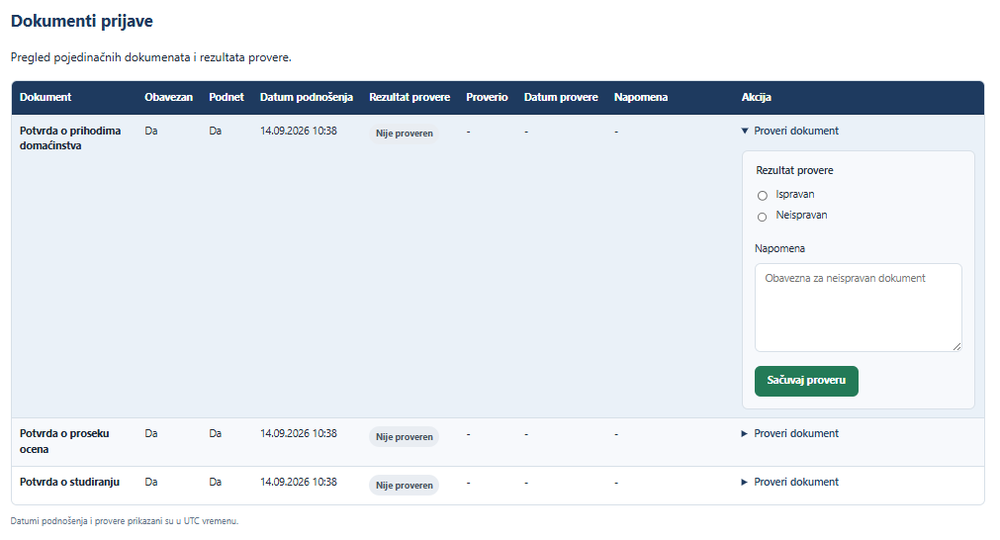 Dokumenti prijave
Pregled pojedinačnih dokumenata i rezultata provere.
Dokument Obavezan Podnet Datum podnošenja Rezultat provere Proverio Datum provere Napomena Akcija
Potvrda o prihodima domaćinstva Da Da 14.09.2026 10:38 Nije proveren - - - Proveri dokument
Rezultat provere
Ispravan
Neispravan
Napomena
Obavezna za neispravan dokument
Sačuvaj proveru
Potvrda o proseku ocena Da Da 14.09.2026 10:38 Nije proveren - - - Proveri dokument
Potvrda o studiranju Da Da 14.09.2026 10:38 Nije proveren - - - Proveri dokument
Datumi podnošenja i provere prikazani su u UTC vremenu.